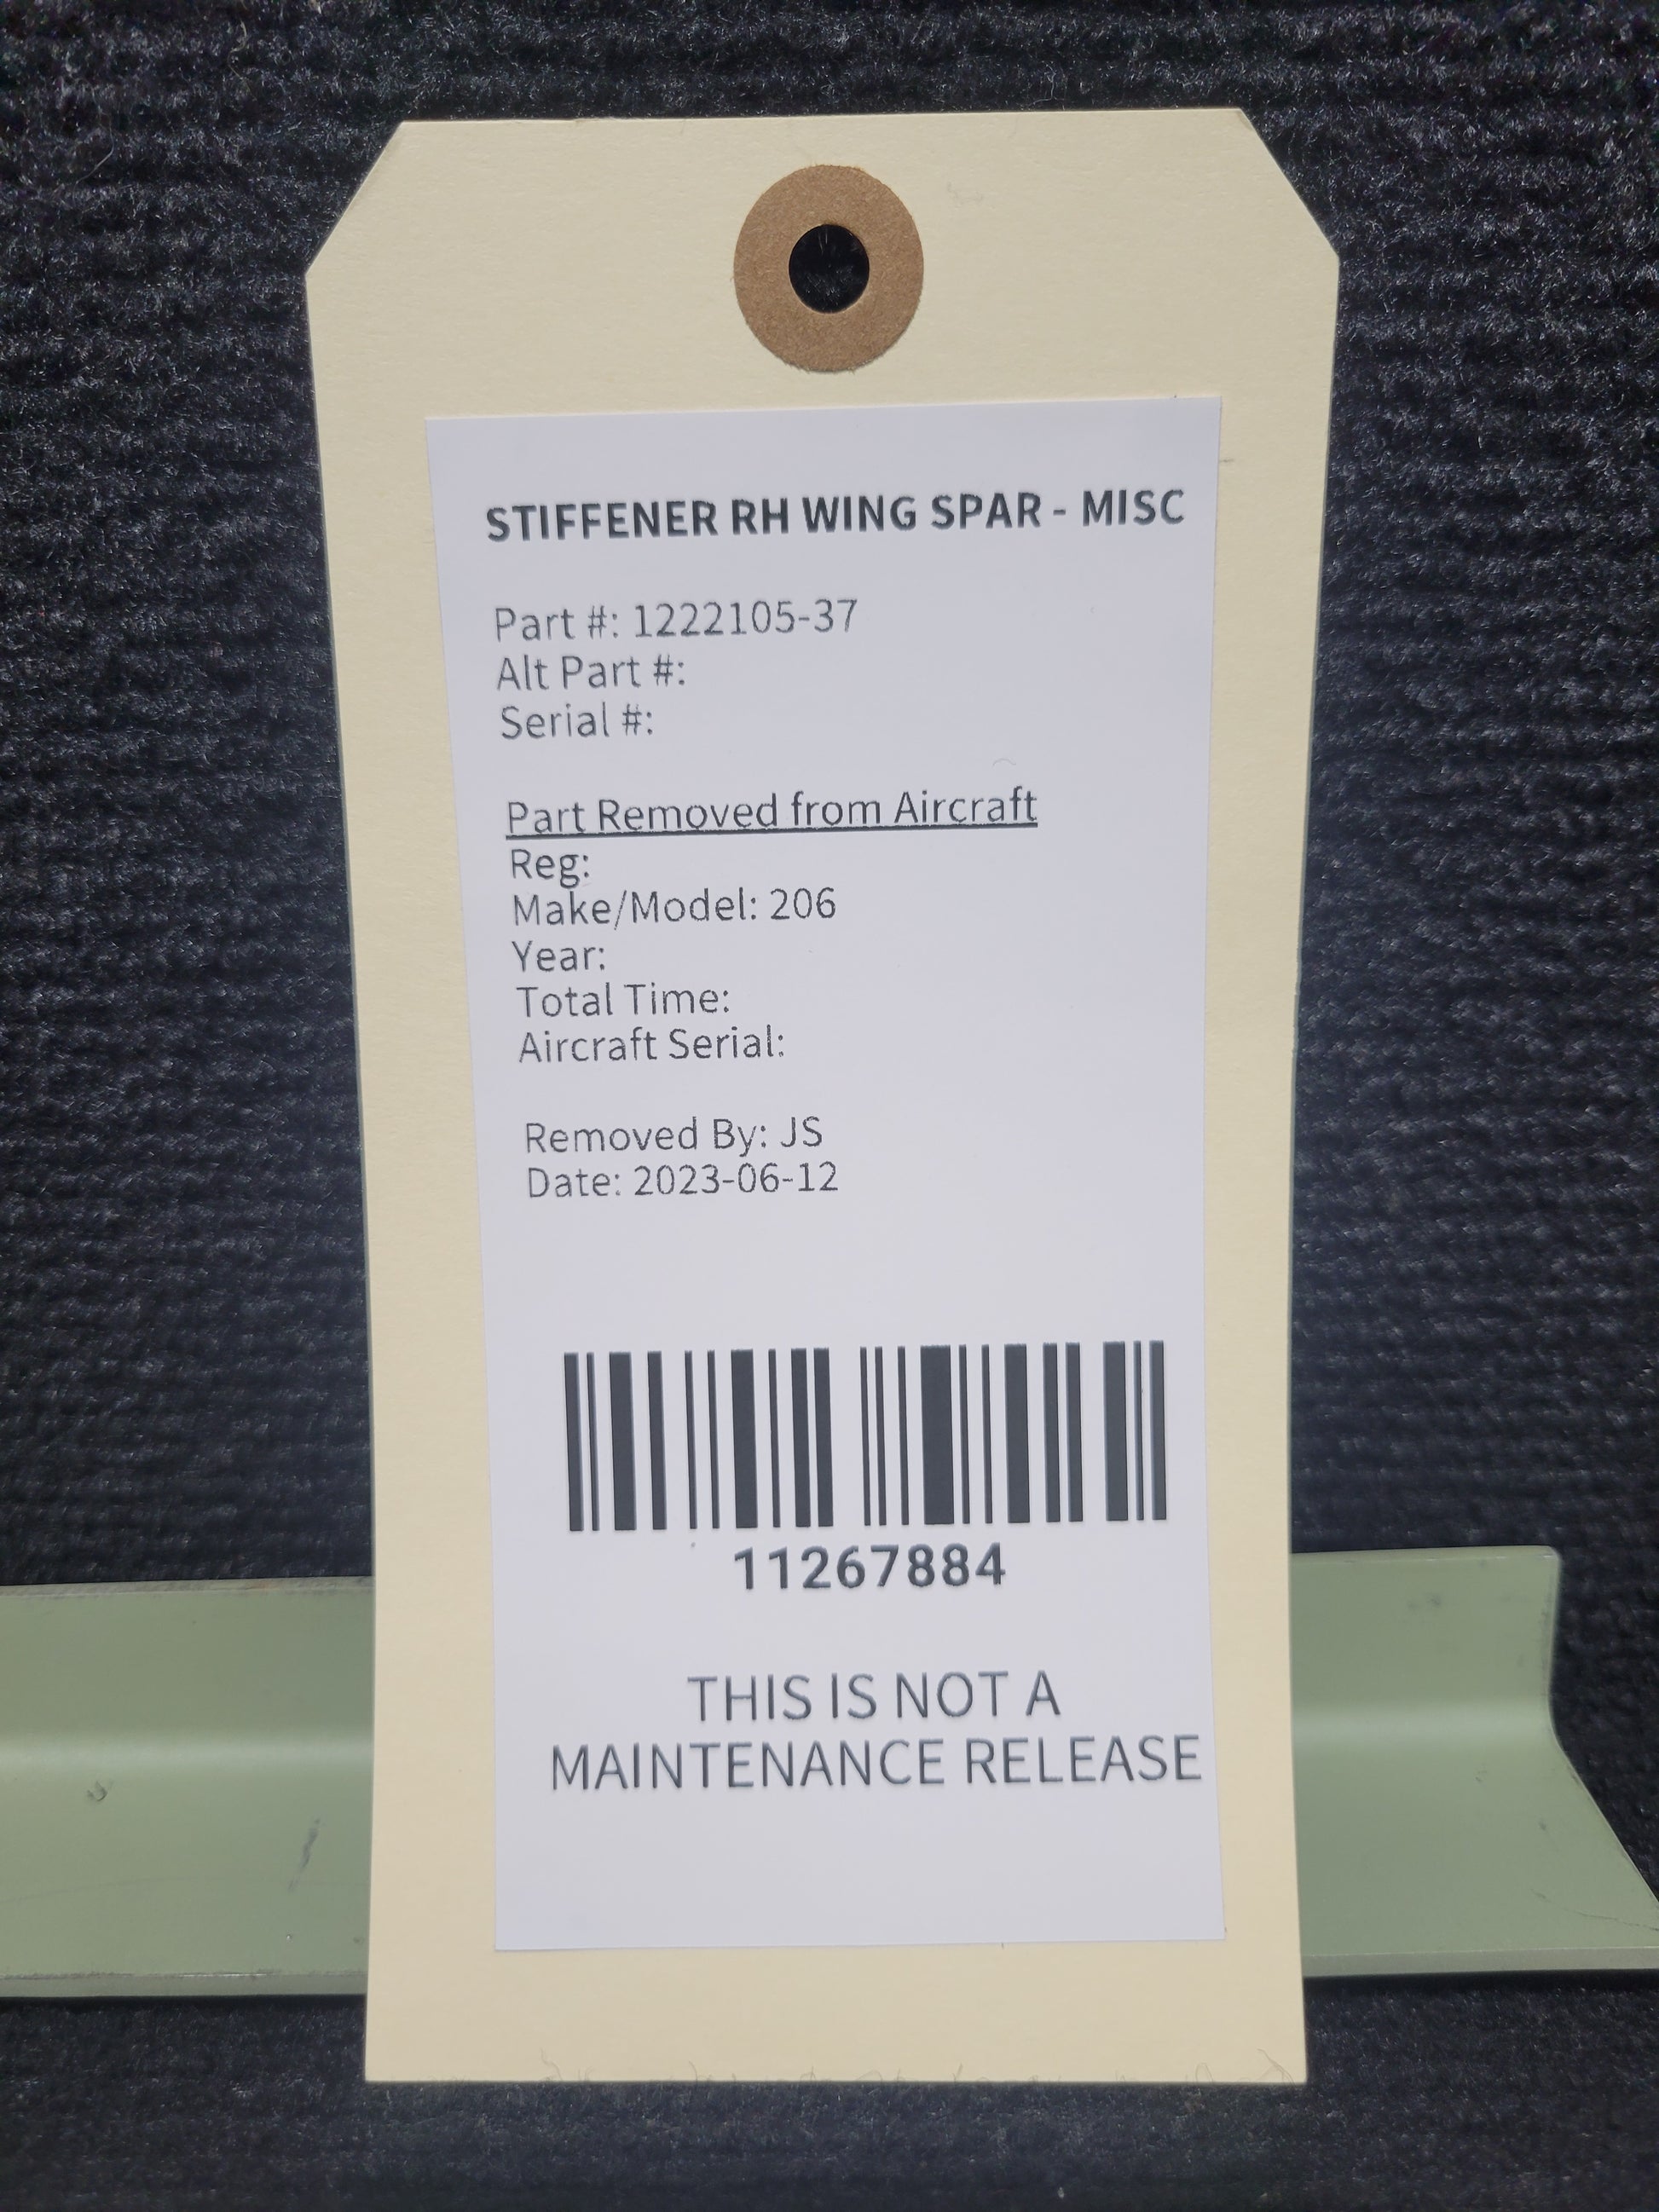 STIFFENER RH WING SPAR - MISC
Part #: 1222105-37
Alt Part #:
Serial #:
Part Removed from Aircraft
Reg:
Make/Model: 206
Year:
Total Time:
Aircraft Serial:
Removed By: JS
Date: 2023-06-12
11267884
THIS IS NOT A
MAINTENANCE RELEASE